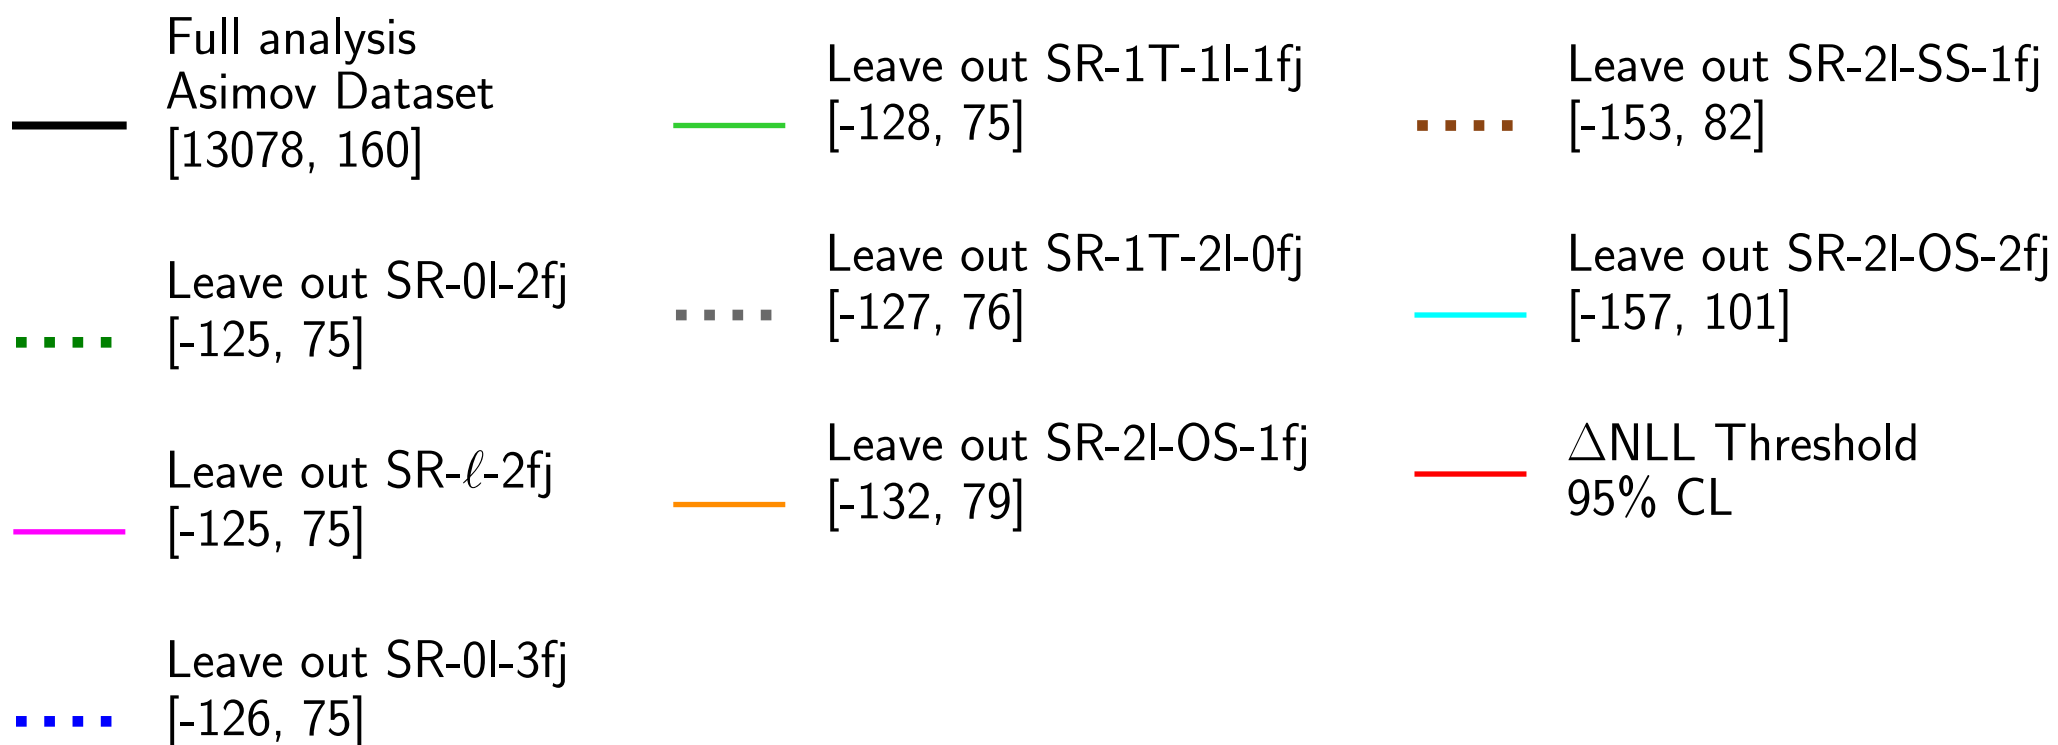 Full analysis
Asimov Dataset
[13078, 160]
Leave out SR-0l-2fj
[-125, 75]
Leave out SR-ℓ-2fj
[-125, 75]
Leave out SR-0l-3fj
[-126, 75]
Leave out SR-1T-1l-1fj
[-128, 75]
Leave out SR-1T-2l-0fj
[-127, 76]
Leave out SR-2l-OS-1fj
[-132, 79]
Leave out SR-2l-SS-1fj
[-153, 82]
Leave out SR-2l-OS-2fj
[-157, 101]
ΔNLL Threshold
95% CL